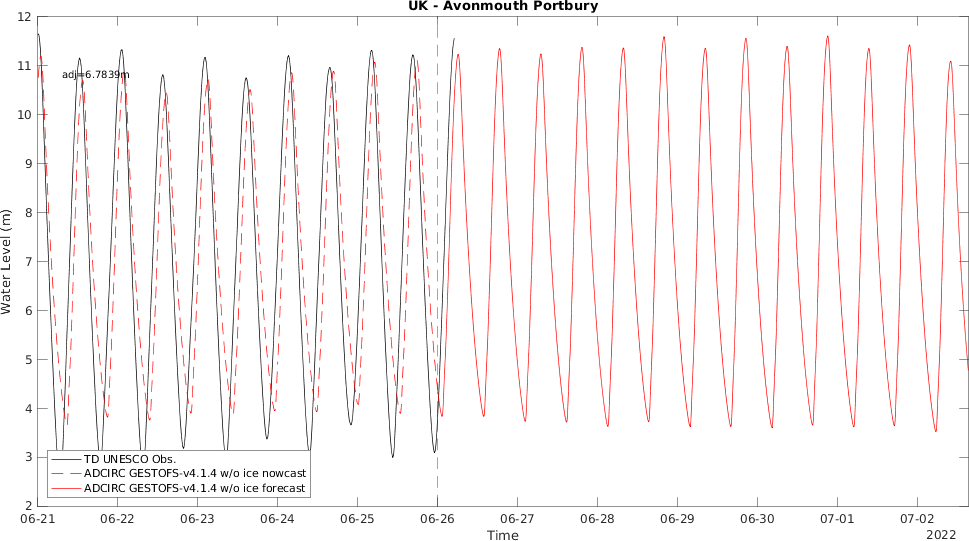 UK - Avonmouth Portbury
12
11
10
9
8
7
6
5
4
3
2
Water Level (m)
adj=6.7839m
TD UNESCO Obs.
ADCIRC GESTOFS-v4.1.4 w/o ice nowcast
ADCIRC GESTOFS-v4.1.4 w/o ice forecast
06-21 06-22 06-23 06-24 06-25 06-26 06-27 06-28 06-29 06-30 07-01 07-02
Time
2022